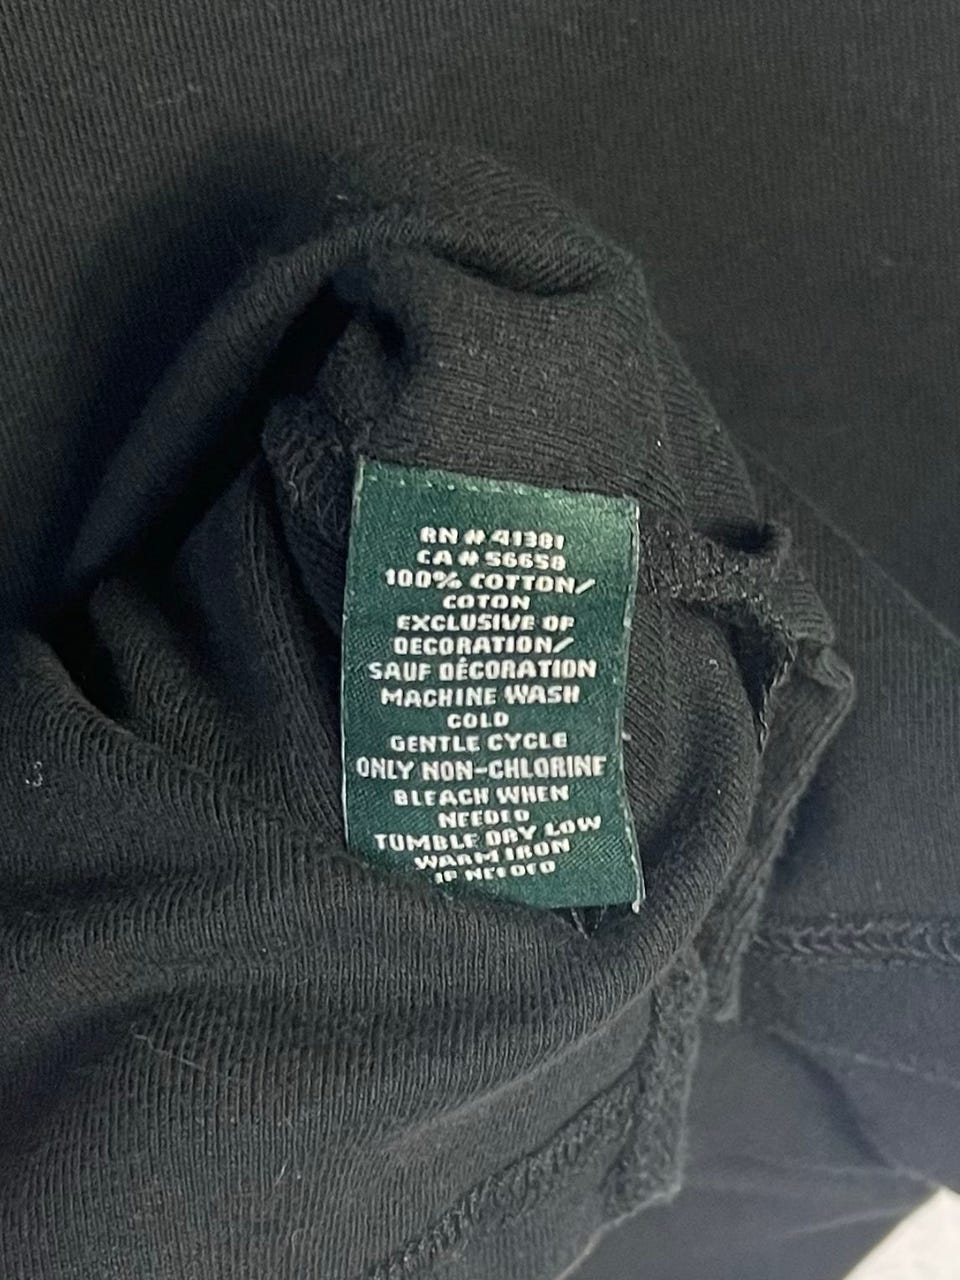 RN # 41381
CA # 56658
100% COTTON/
COTON
EXCLUSIVE OF
DECORATION/
SAUF DÉCORATION
MACHINE WASH
COLD
GENTLE CYCLE
ONLY NON-CHLORINE
BLEACH WHEN
NEEDED
TUMBLE DRY LOW
WARM IRON
IF NEEDED